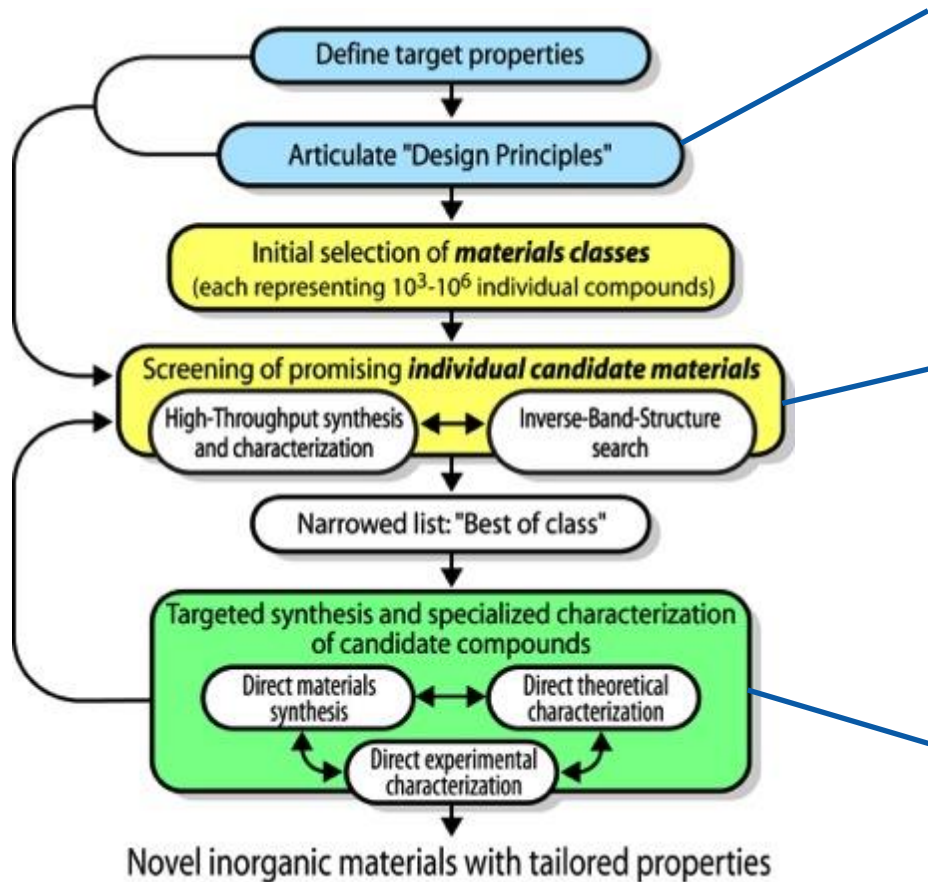 Define target properties
Articulate "Design Principles"
Initial selection of materials classes
(each representing 10³-10⁶ individual compounds)
Screening of promising individual candidate materials
High-Throughput synthesis
and characterization
Inverse-Band-Structure
search
Narrowed list: "Best of class"
Targeted synthesis and specialized characterization
of candidate compounds
Direct materials
synthesis
Direct theoretical
characterization
Direct experimental
characterization
Novel inorganic materials with tailored properties